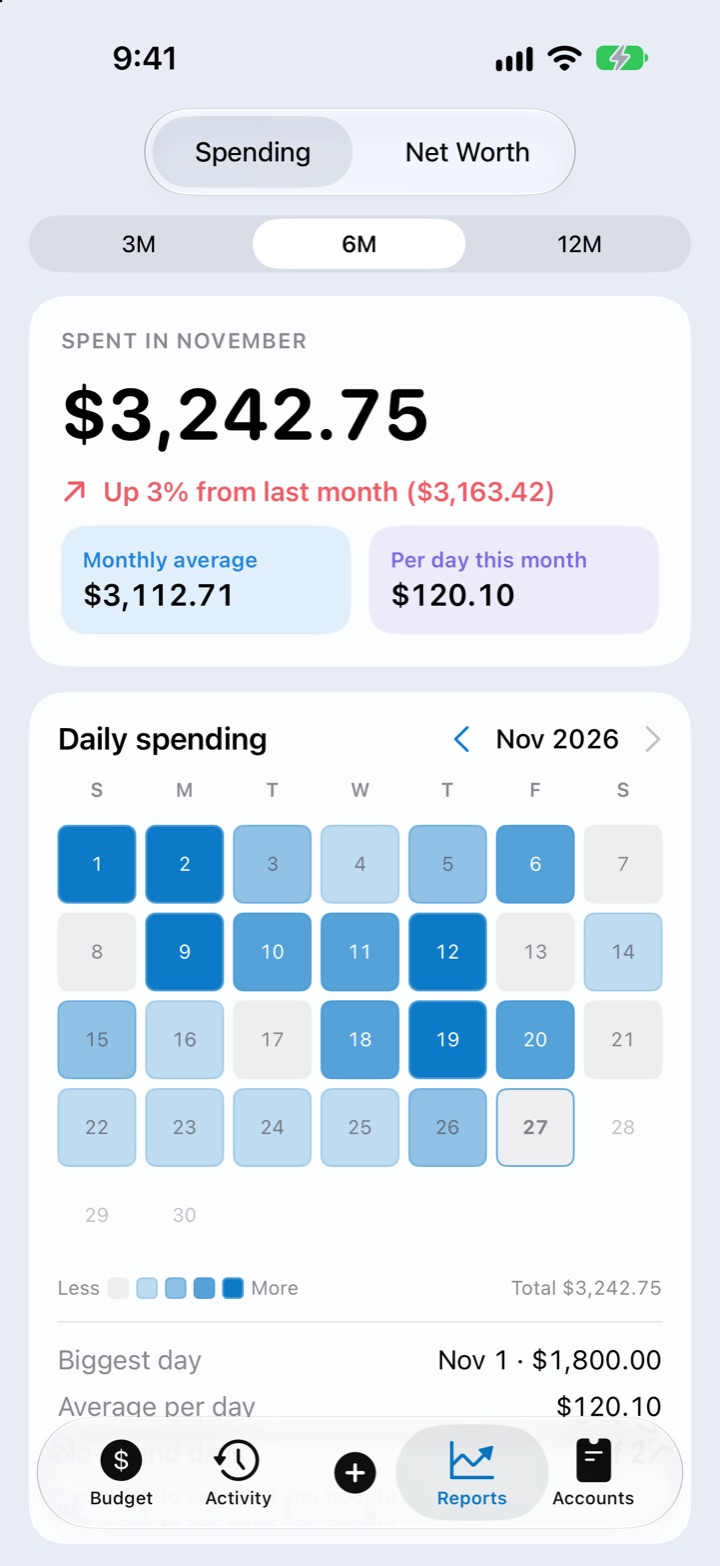 9:41
Spending Net Worth
3M 6M 12M
SPENT IN NOVEMBER
$3,242.75
Up 3% from last month ($3,163.42)
Monthly average Per day this month
$3,112.71 $120.10
Daily spending Nov 2026
S M T W T F S
1 2 3 4 5 6 7
8 9 10 11 12 13 14
15 16 17 18 19 20 21
22 23 24 25 26 27 28
29 30
Less More Total $3,242.75
Biggest day Nov 1 · $1,800.00
Average per day $120.10
Budget Activity Reports Accounts